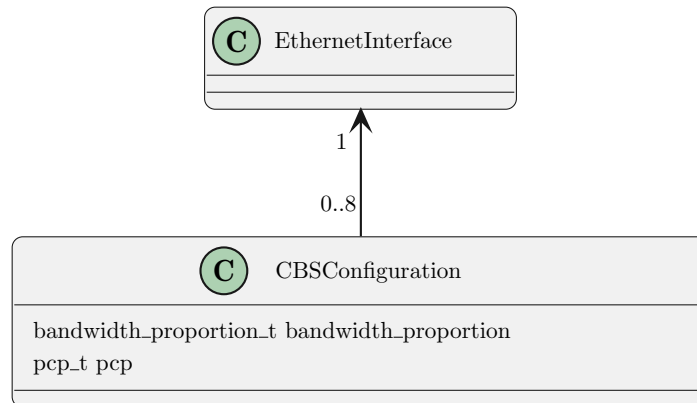 C EthernetInterface
1
0..8
C CBSConfiguration
bandwidth_proportion_t bandwidth_proportion
pcp_t pcp